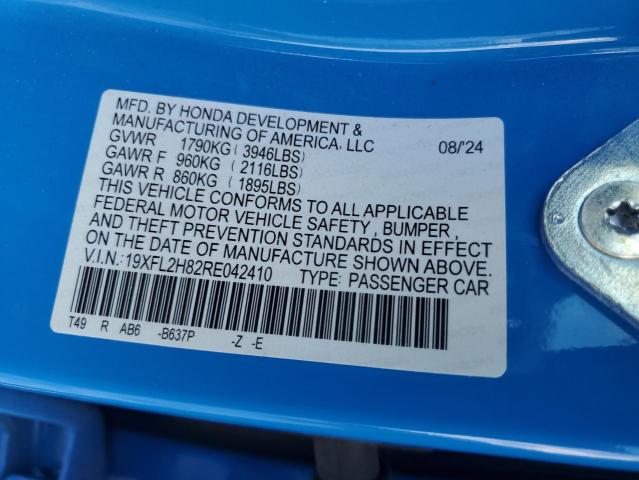 MFD. BY HONDA DEVELOPMENT &
MANUFACTURING OF AMERICA, LLC 08/'24
GVWR 1790KG (3946LBS)
GAWR F 960KG (2116LBS)
GAWR R 860KG (1895LBS)
THIS VEHICLE CONFORMS TO ALL APPLICABLE
FEDERAL MOTOR VEHICLE SAFETY, BUMPER,
AND THEFT PREVENTION STANDARDS IN EFFECT
ON THE DATE OF MANUFACTURE SHOWN ABOVE.
V.I.N.:19XFL2H82RE042410 TYPE: PASSENGER CAR
T49 R AB6 -B637P -Z -E